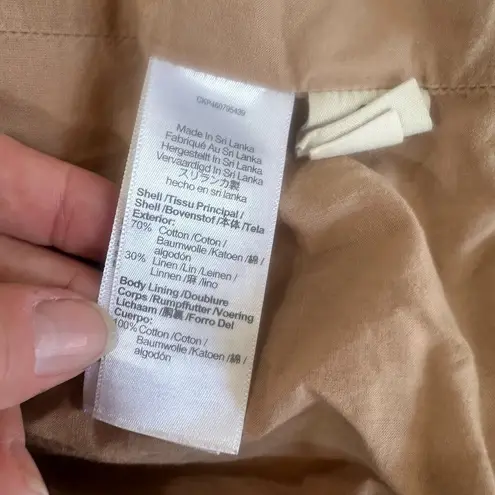 Made In Sri Lanka
Fabriqué Au Sri Lanka
Hergestellt In Sri Lanka
Vervaardigd In Sri Lanka
スリランカ製
hecho en sri lanka
Shell /Tissu Principal /
Shell /Bovenstof /本体 /Tela
Exterior:
70% Cotton /Coton /
Baumwolle /Katoen /綿 /
algodón
30% Linen /Lin /Leinen /
Linnen /麻 /lino
Body Lining /Doublure
Corps /Rumpffutter /Voering
Lichaam /胴裏 /Forro Del
Cuerpo:
100% Cotton /Coton /
Baumwolle /Katoen /綿 /
algodón